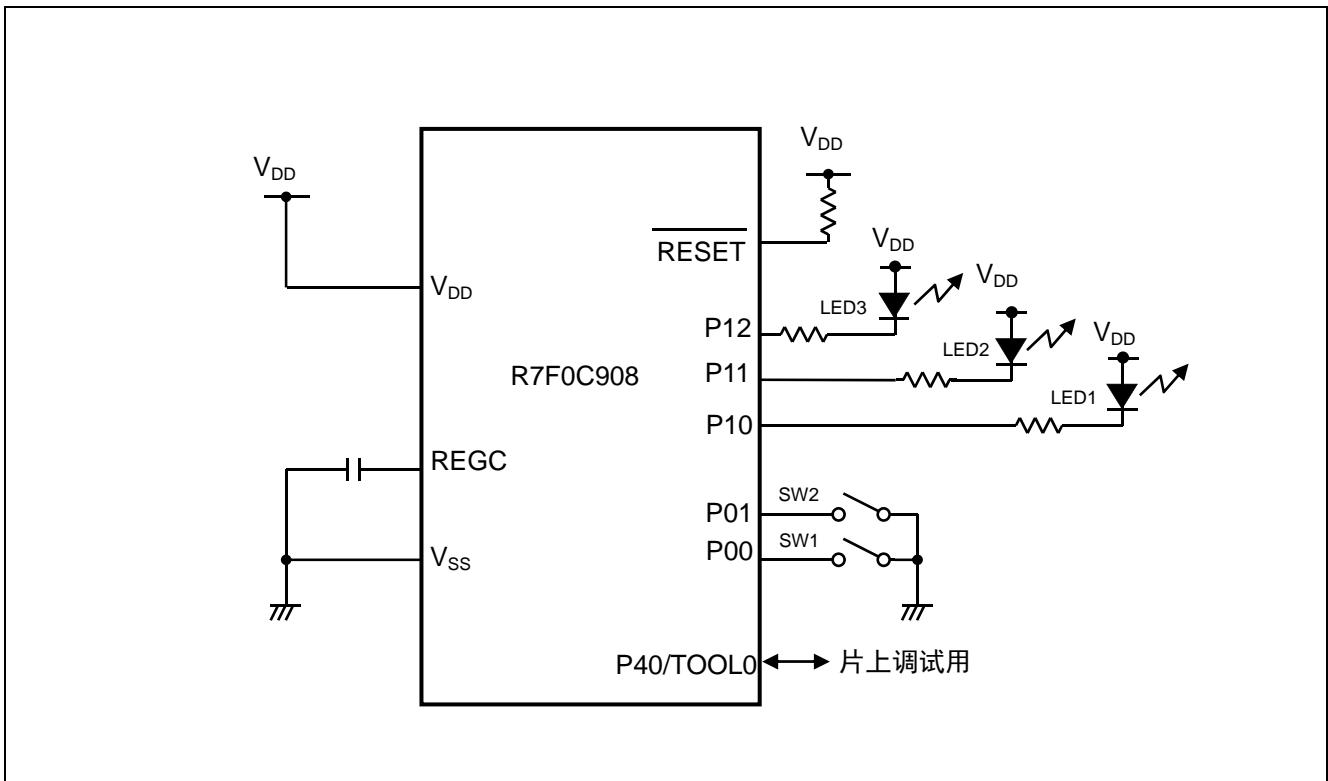 VDD
VDD
RESET
VDD
VDD
VDD
LED3
P12
VDD
LED2
P11
R7F0C908
LED1
P10
REGC
SW2
P01
SW1
P00
VSS
P40/TOOL0
片上调试用